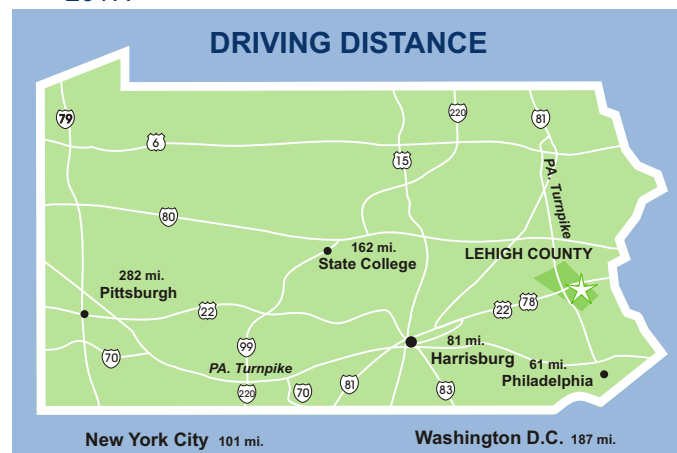 DRIVING DISTANCE
79
220
81
6
15
PA. Turnpike
80
162 mi.
State College
LEHIGH COUNTY
282 mi.
Pittsburgh
22
22
78
70
99
81 mi.
Harrisburg
PA. Turnpike
61 mi.
Philadelphia
220
70
81
83
New York City 101 mi.
Washington D.C. 187 mi.